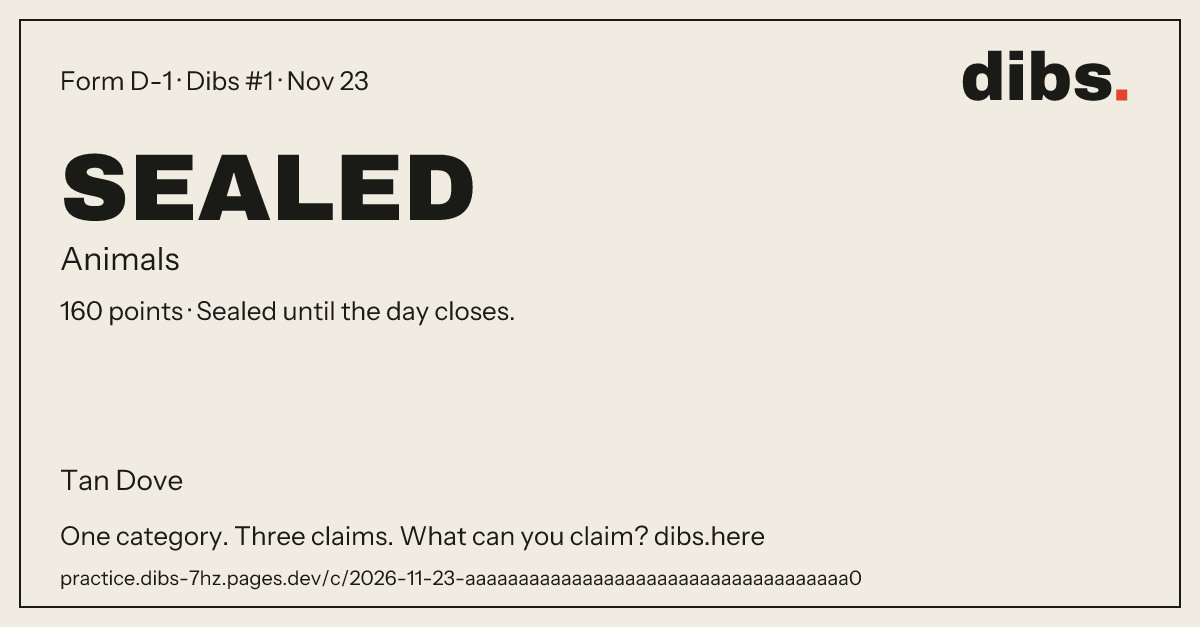 Form D-1·Dibs #1·Nov 23
dibs.
SEALED
Animals
160 points·Sealed until the day closes.
Tan Dove
One category. Three claims. What can you claim? dibs.here
practice.dibs-7hz.pages.dev/c/2026-11-23-aaaaaaaaaaaaaaaaaaaaaaaaaaaaaaaaaaaa0